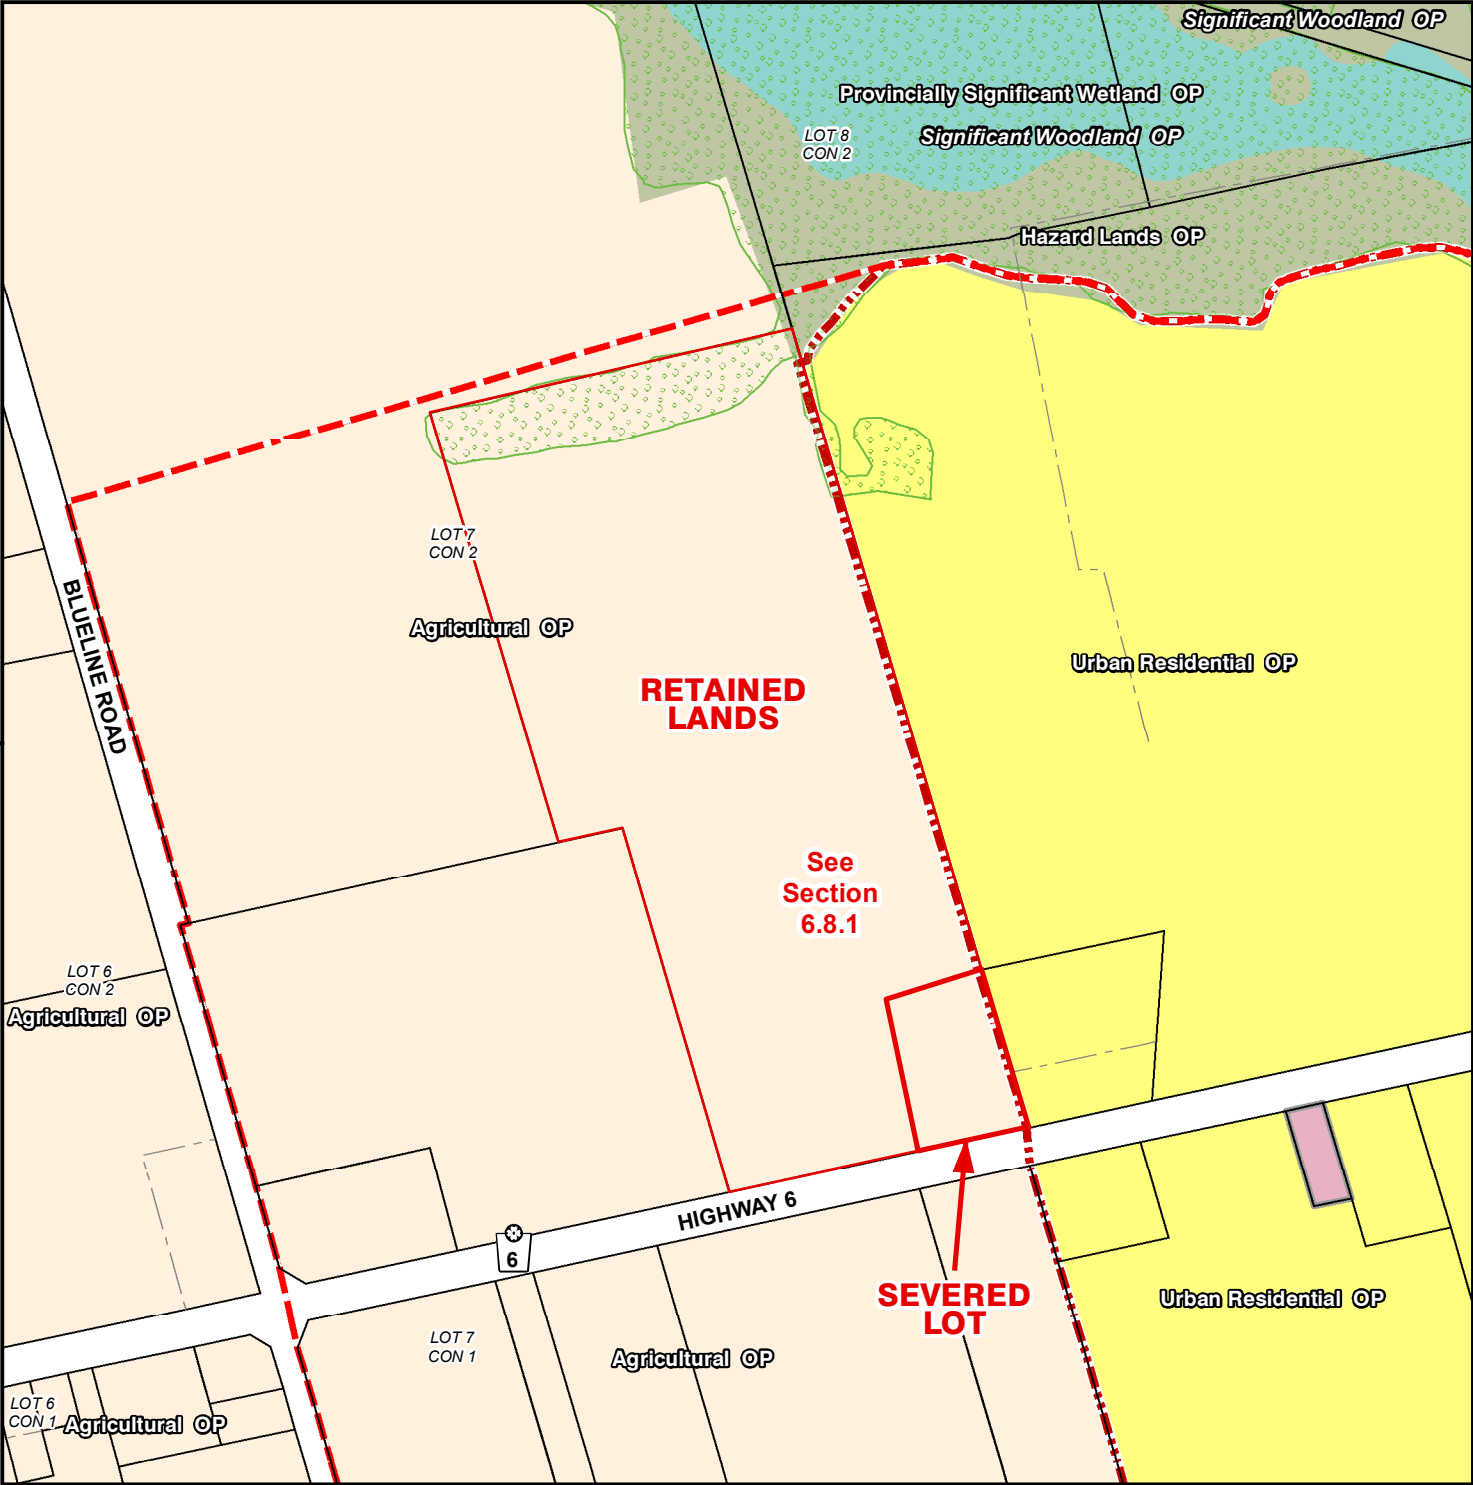 Significant Woodland OP
Provincially Significant Wetland OP
LOT 8
CON 2
Significant Woodland OP
Hazard Lands OP
LOT 7
CON 2
Agricultural OP
BLUELINE ROAD
Urban Residential OP
RETAINED
LANDS
See
Section
6.8.1
LOT 6
CON 2
Agricultural OP
HIGHWAY 6
6
SEVERED
LOT
Urban Residential OP
LOT 7
CON 1
Agricultural OP
LOT 6
CON 1
Agricultural OP